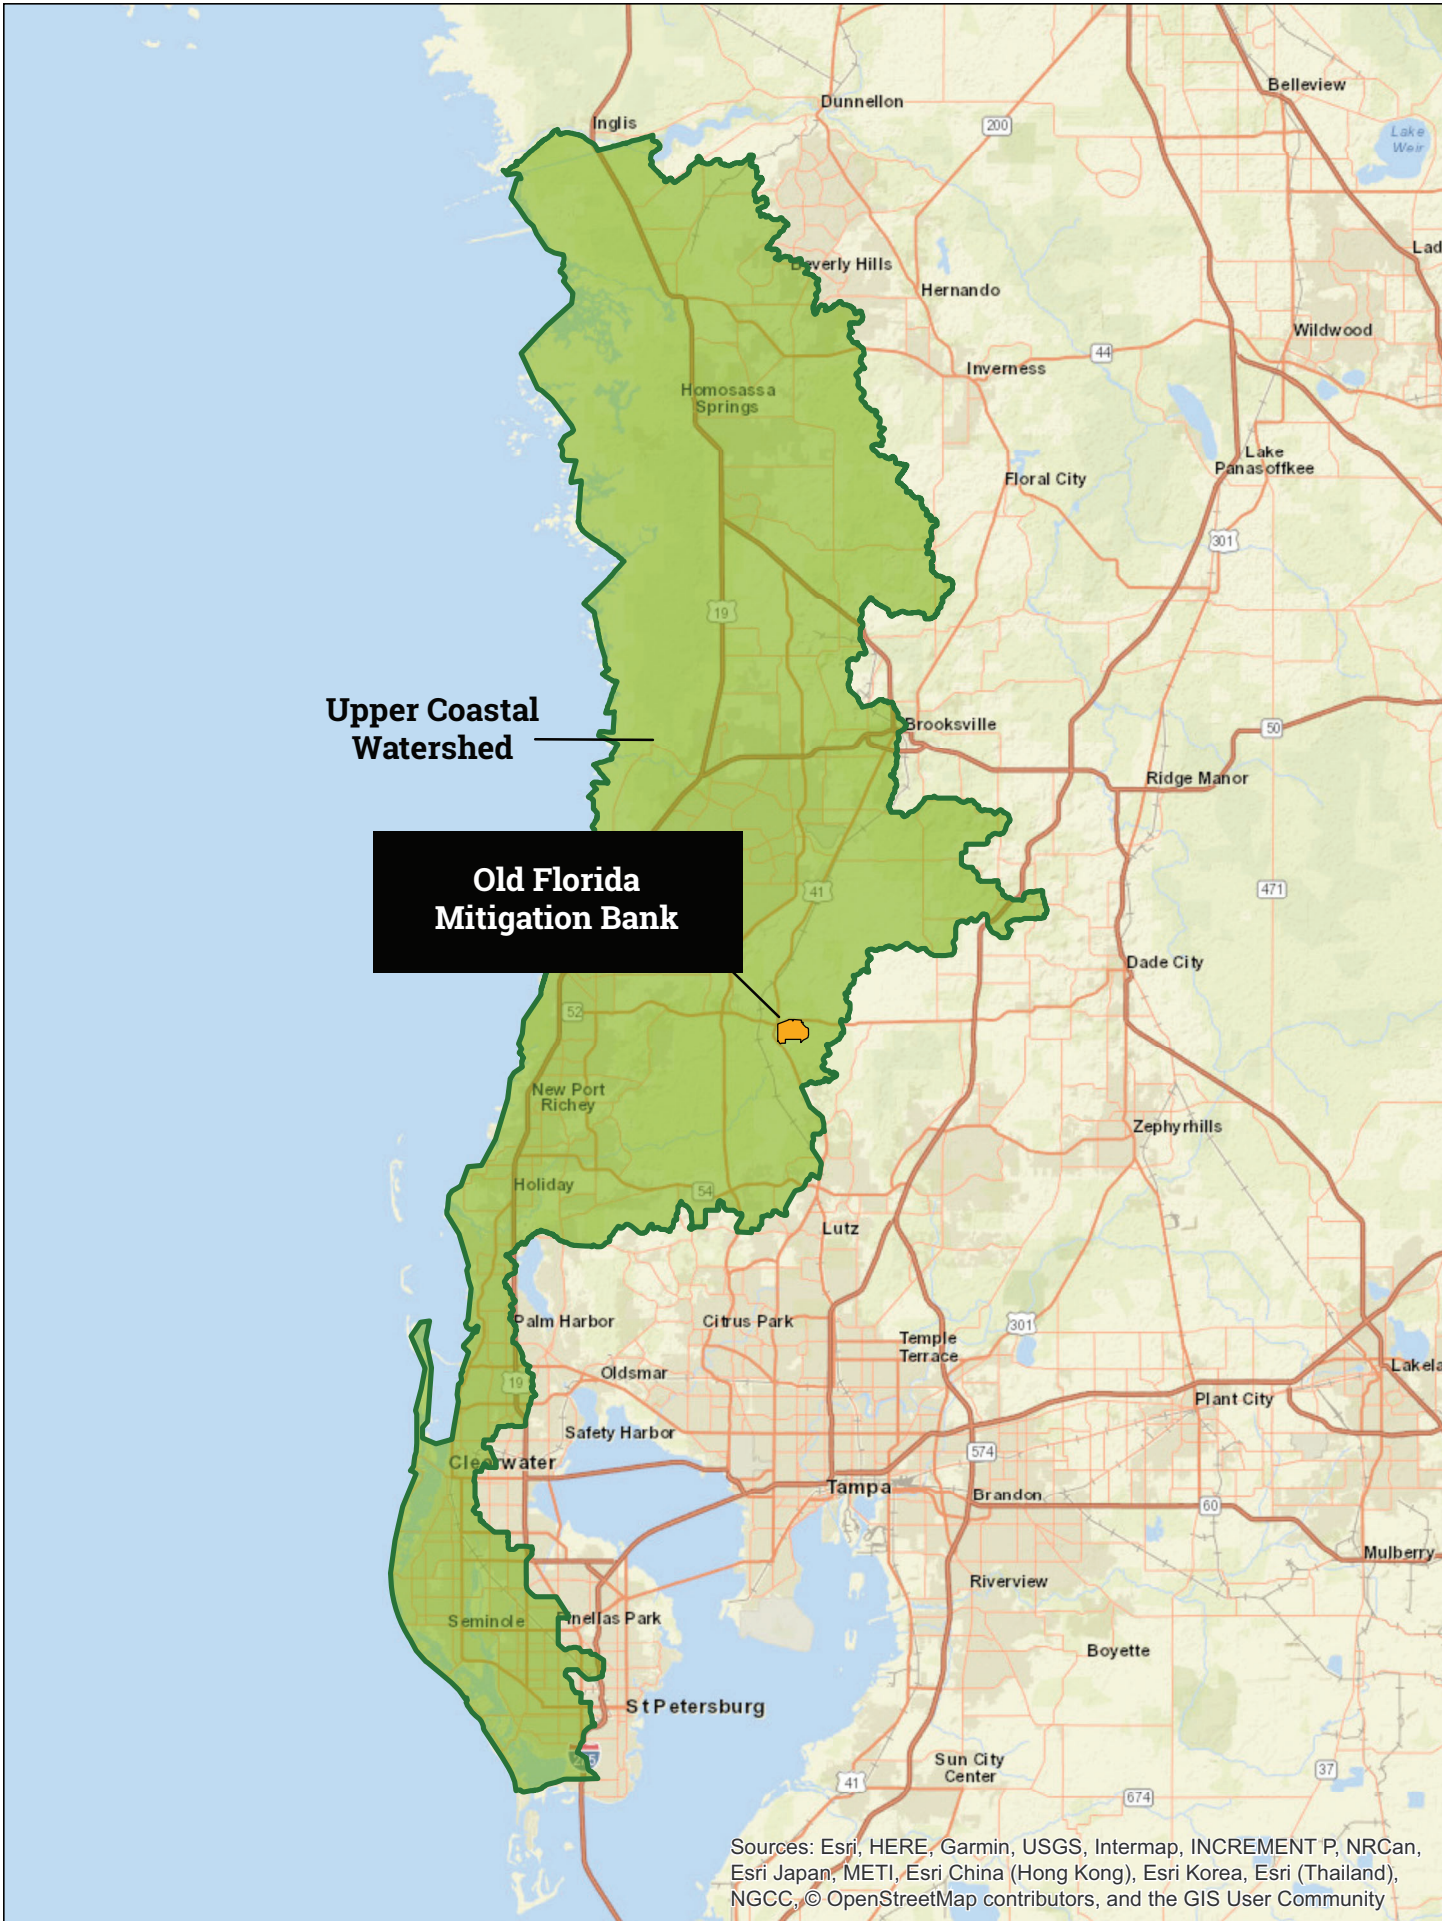 Belleview
Dunnellon
Inglis
200
Lake
Weir
Lad
Beverly Hills
Hernando
Wildwood
44
Inverness
Homosassa
Springs
Lake
Panasoffkee
Floral City
301
19
Upper Coastal
Watershed
Brooksville
50
Ridge Manor
Old Florida
Mitigation Bank
41
471
Dade City
52
New Port
Richey
Zephyrhills
Holiday
54
Lutz
Palm Harbor
Citrus Park
301
Temple
Terrace
Oldsmar
Lakela
19
Plant City
Safety Harbor
574
Clearwater
Tampa
Brandon
60
Mulberry
Riverview
Seminole
Pinellas Park
Boyette
St Petersburg
Sun City
Center
41
37
674
Sources: Esri, HERE, Garmin, USGS, Intermap, INCREMENT P, NRCan,
Esri Japan, METI, Esri China (Hong Kong), Esri Korea, Esri (Thailand),
NGCC, © OpenStreetMap contributors, and the GIS User Community